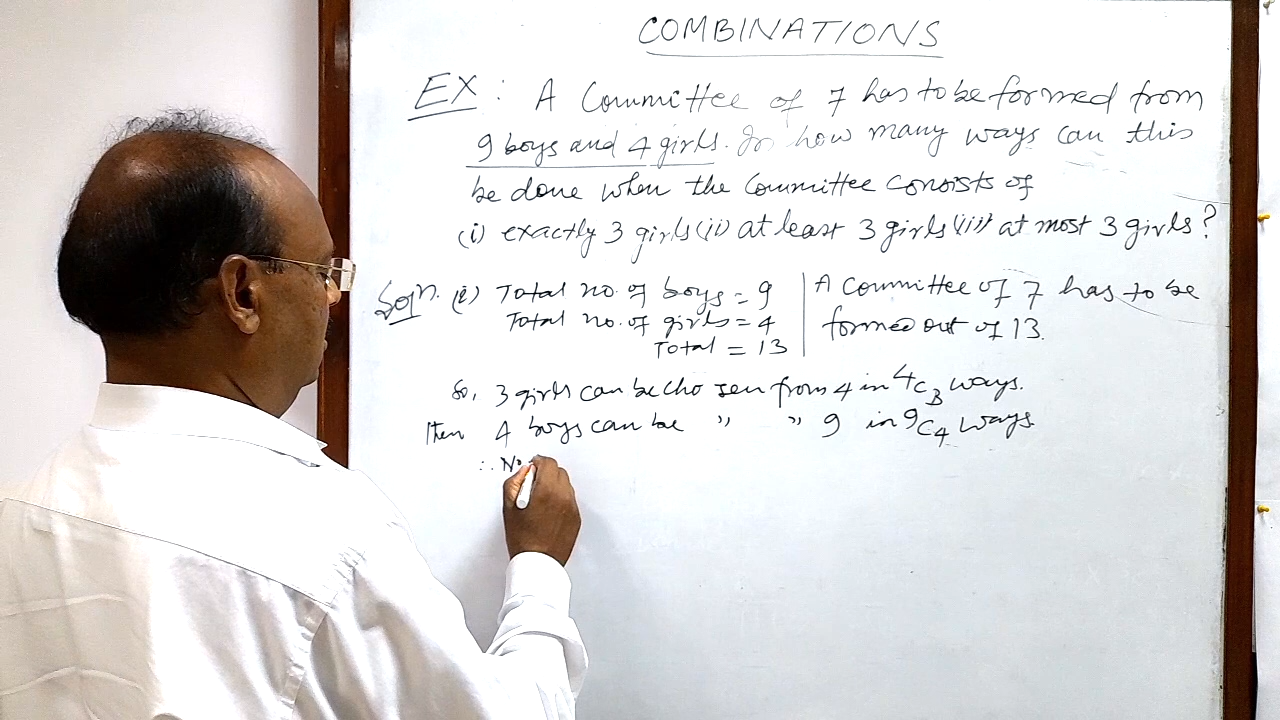 COMBINATIONS
EX : A Committee of 7 has to be formed from
9 boys and 4 girls. In how many ways can this
be done when the Committee consists of
(i) exactly 3 girls (ii) at least 3 girls (iii) at most 3 girls?
Soln. (i) Total no. of boys = 9
Total no. of girls = 4
Total = 13
A committee of 7 has to be
formed out of 13.
So, 3 girls can be chosen from 4 in 4C3 ways.
Then 4 boys can be " " 9 in 9C4 ways
∴ No